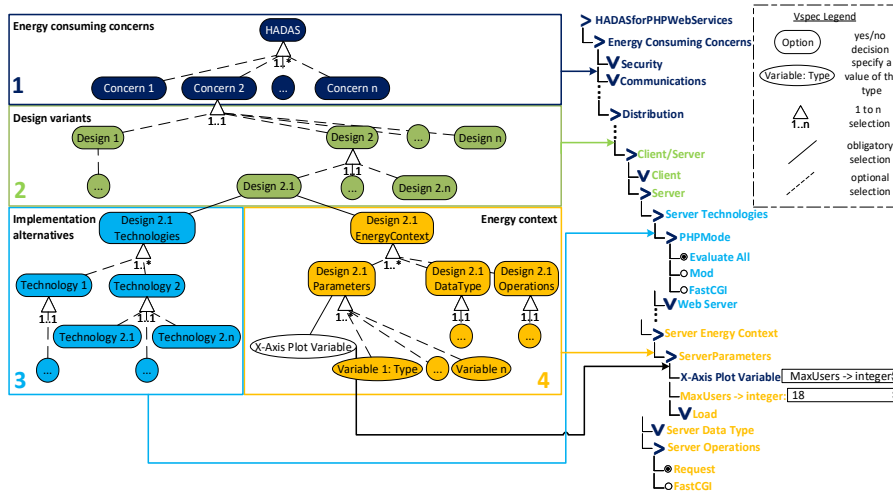 Energy consuming concerns
HADAS
1..*
1
Concern 1
Concern 2
...
Concern n
Design variants
1..1
Design 1
Design 2
...
Design n
1..1
2
...
Design 2.1
...
Design 2.n
Implementation
alternatives
Design 2.1
Technologies
1..*
Technology 1
Technology 2
1..1
1..1
Technology 2.1
Technology 2.n
3
...
...
Energy context
Design 2.1
EnergyContext
1..*
Design 2.1
Parameters
Design 2.1
DataType
Design 2.1
Operations
1..*
1..1
1..1
X-Axis Plot Variable
...
...
Variable 1: Type
...
Variable n
4
HADASforPHPWebServices
Energy Consuming Concerns
Security
Communications
Distribution
Client/Server
Client
Server
Server Technologies
PHPMode
Evaluate All
Mod
FastCGI
Web Server
Server Energy Context
ServerParameters
X-Axis Plot Variable MaxUsers -> integer
MaxUsers -> integer: 18
Load
Server Data Type
Server Operations
Request
FastCGI
Vspec Legend
Option
yes/no
decision
Variable: Type
specify a
value of th
type
1..n
1 to n
selection
obligatory
selection
optional
selection